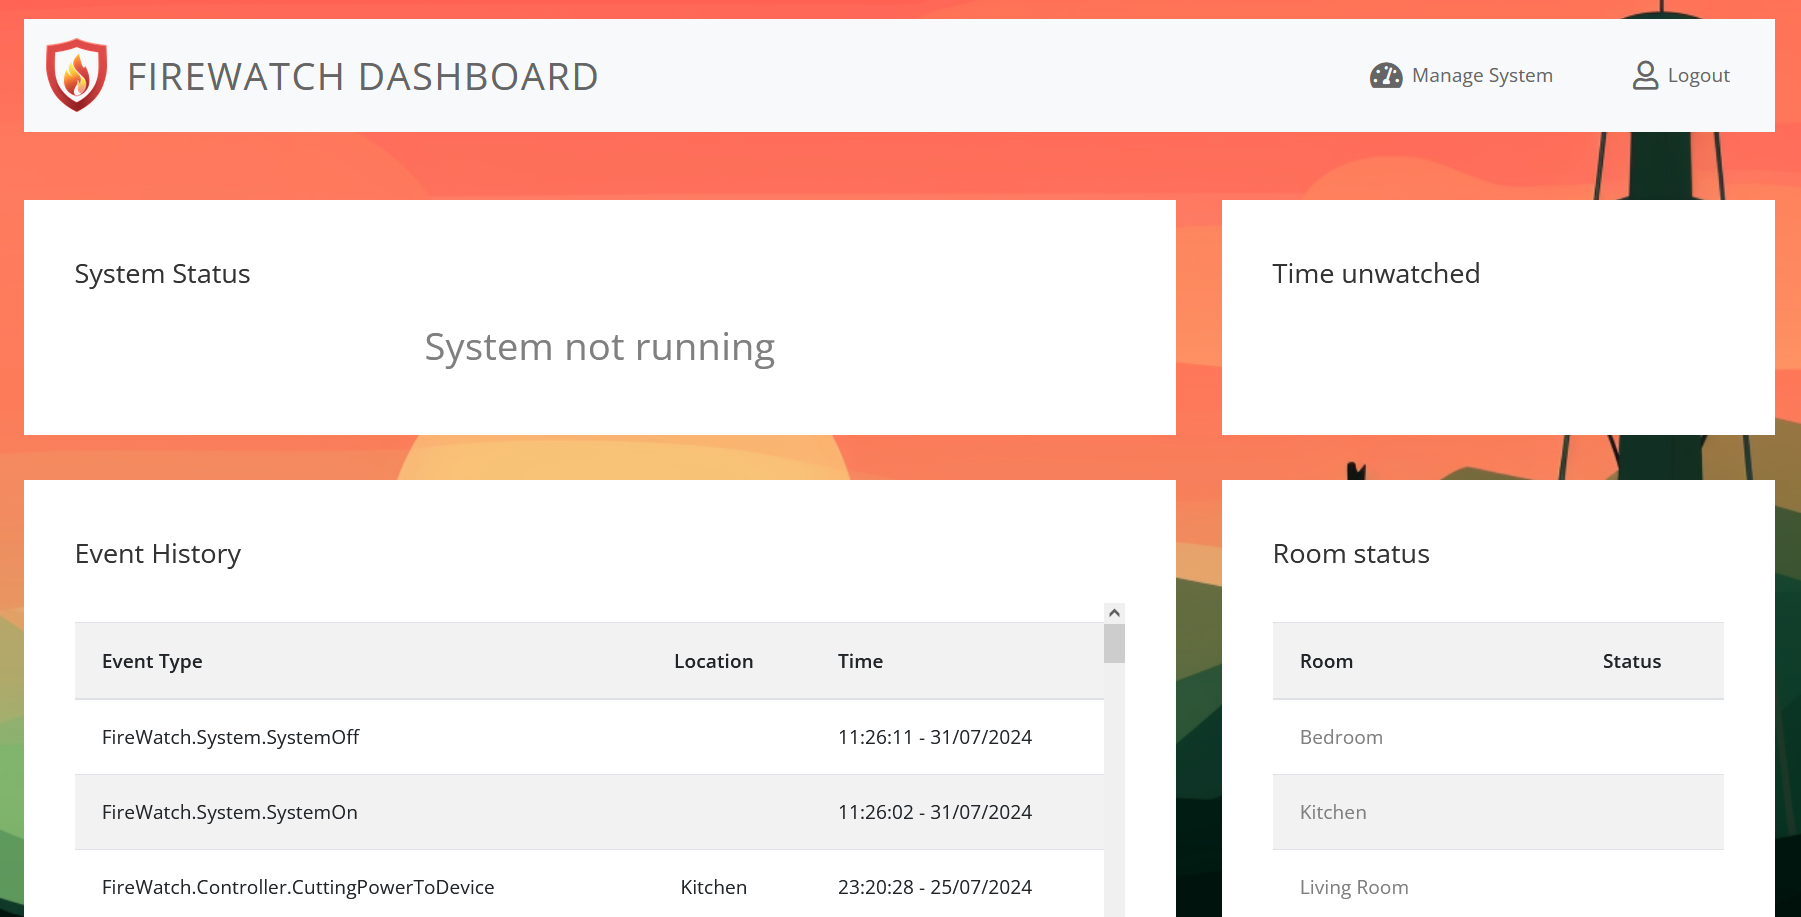 FIREWATCH DASHBOARD
Manage System
Logout
System Status
System not running
Time unwatched
Event History
Event Type Location Time
FireWatch.System.SystemOff 11:26:11 - 31/07/2024
FireWatch.System.SystemOn 11:26:02 - 31/07/2024
FireWatch.Controller.CuttingPowerToDevice Kitchen 23:20:28 - 25/07/2024
Room status
Room Status
Bedroom
Kitchen
Living Room